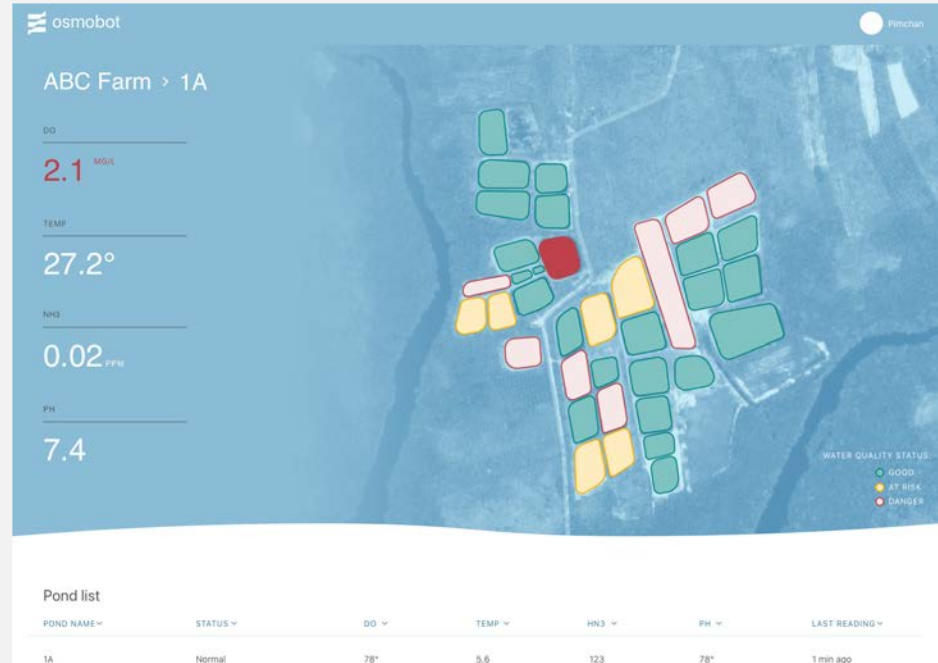 osmobot
Pimchan
ABC Farm > 1A
DO
2.1 MG/L
TEMP
27.2°
NH3
0.02 PPM
PH
7.4
WATER QUALITY STATUS:
GOOD
AT RISK
DANGER
Pond list
POND NAME STATUS DO TEMP HN3 PH LAST READING
1A Normal 78° 5.6 123 78° 1 min ago